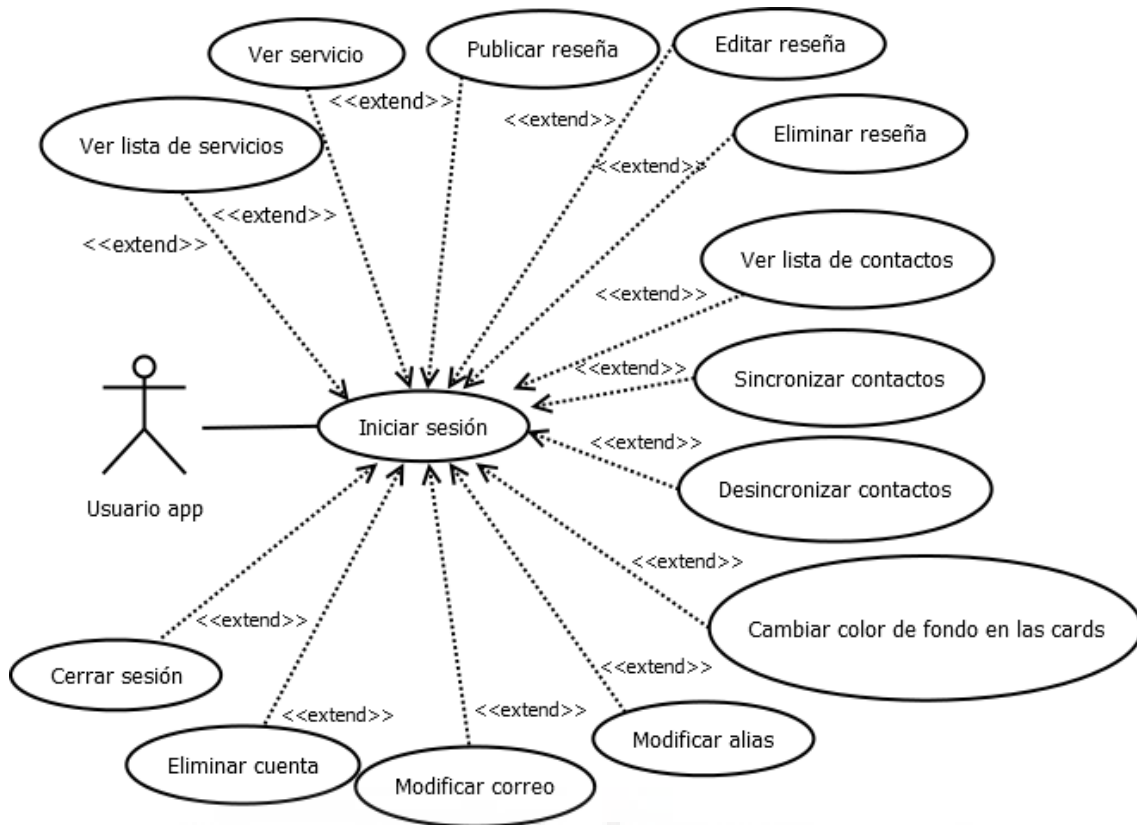 Ver servicio
Publicar reseña
Editar reseña
<<extend>>
<<extend>>
Ver lista de servicios
Eliminar reseña
<<extend>>
<<extend>>
<<extend>>
Ver lista de contactos
<<extend>>
<<extend>>
Sincronizar contactos
Iniciar sesión
<<extend>>
Desincronizar contactos
Usuario app
<<extend>>
<<extend>>
Cambiar color de fondo en las cards
Cerrar sesión
<<extend>>
<<extend>>
<<extend>>
Modificar alias
Eliminar cuenta
Modificar correo